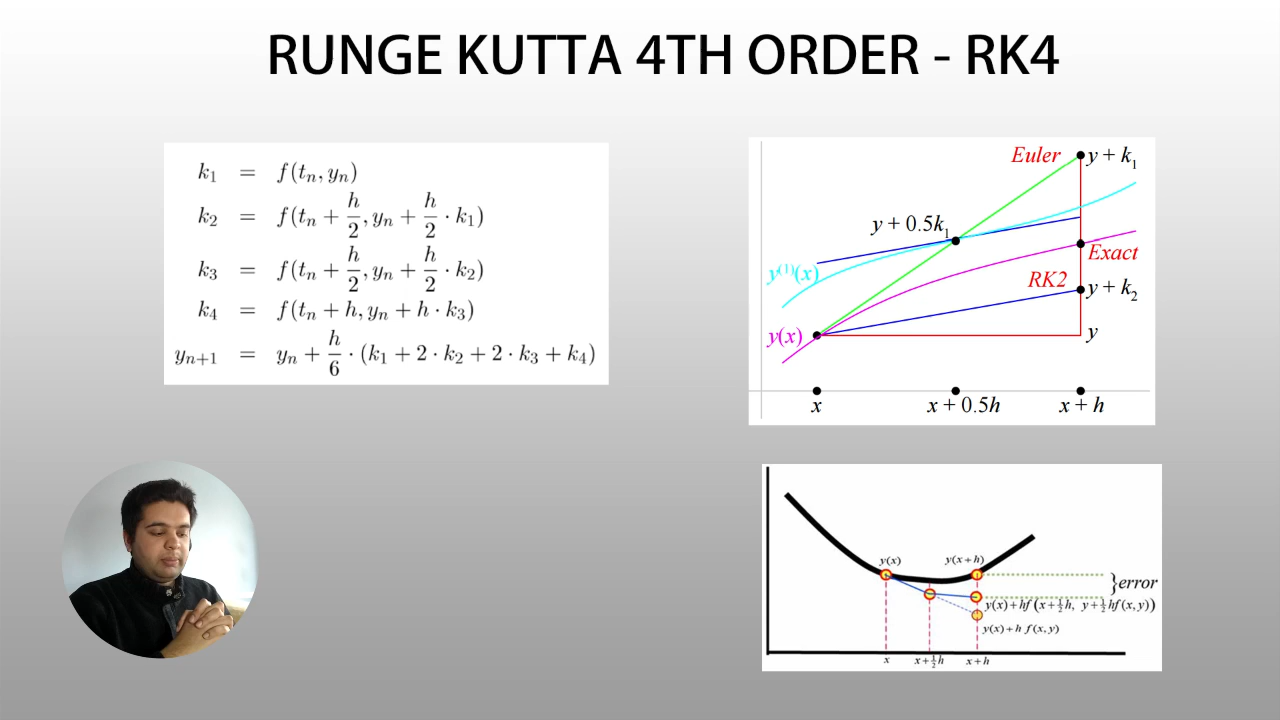 RUNGE KUTTA 4TH ORDER - RK4
k₁ = f(tₙ, yₙ)
k₂ = f(tₙ + h/2, yₙ + h/2 · k₁)
k₃ = f(tₙ + h/2, yₙ + h/2 · k₂)
k₄ = f(tₙ + h, yₙ + h · k₃)
yₙ₊₁ = yₙ + h/6 · (k₁ + 2 · k₂ + 2 · k₃ + k₄)
Euler
y + k₁
y + 0.5k₁
y⁽¹⁾(x)
Exact
RK2
y + k₂
y(x)
y
x
x + 0.5h
x + h
y(x)
y(x+h)
}error
y(x)+hf(x+½h, y+½hf(x,y))
y(x)+h f(x,y)
x
x+½h
x+h